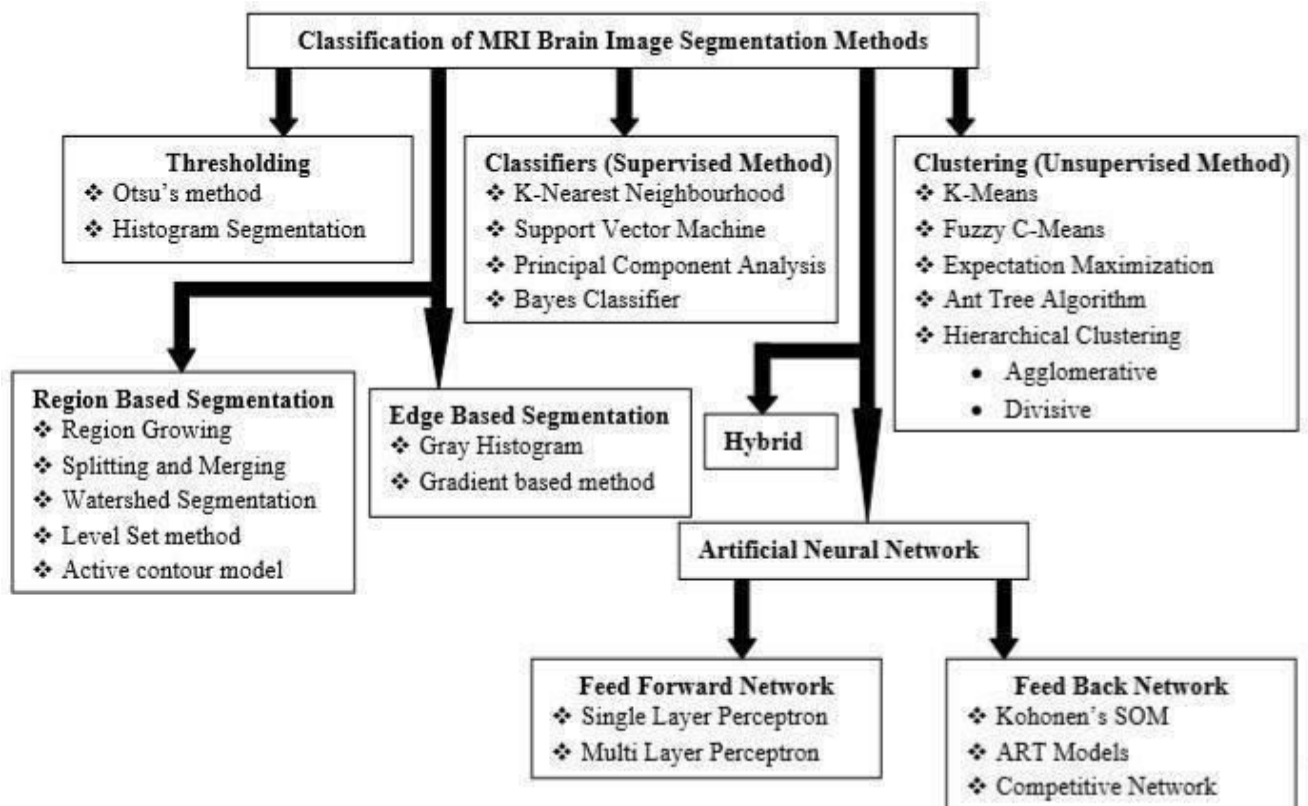 Classification of MRI Brain Image Segmentation Methods
Thresholding
❖ Otsu's method
❖ Histogram Segmentation
Classifiers (Supervised Method)
❖ K-Nearest Neighbourhood
❖ Support Vector Machine
❖ Principal Component Analysis
❖ Bayes Classifier
Clustering (Unsupervised Method)
❖ K-Means
❖ Fuzzy C-Means
❖ Expectation Maximization
❖ Ant Tree Algorithm
❖ Hierarchical Clustering
• Agglomerative
• Divisive
Region Based Segmentation
❖ Region Growing
❖ Splitting and Merging
❖ Watershed Segmentation
❖ Level Set method
❖ Active contour model
Edge Based Segmentation
❖ Gray Histogram
❖ Gradient based method
Hybrid
Artificial Neural Network
Feed Forward Network
❖ Single Layer Perceptron
❖ Multi Layer Perceptron
Feed Back Network
❖ Kohonen's SOM
❖ ART Models
❖ Competitive Network